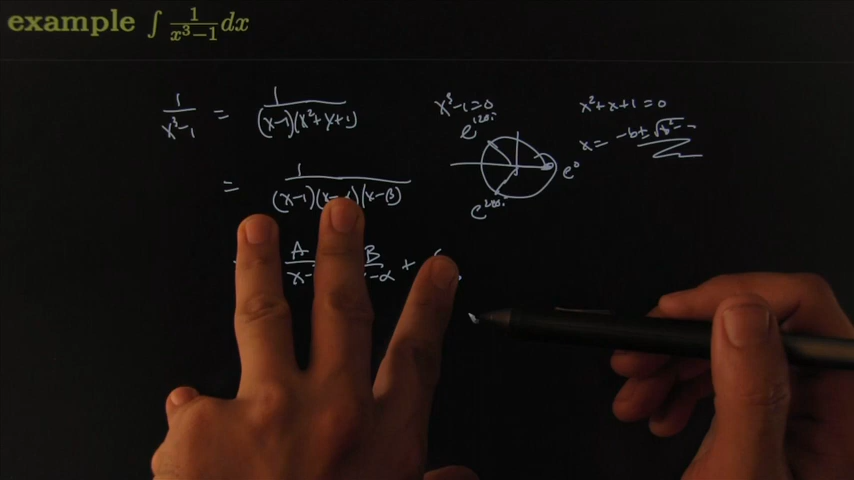 example ∫ 1/(x³−1) dx
1/(x³−1) = 1/((x−1)(x²+x+1))
= 1/((x−1)(x−α)(x−β))
A/(x− B/(x−α) +
x³−1=0
e^120i
e^0
e^240i
x²+x+1=0
x= −b±√b²−